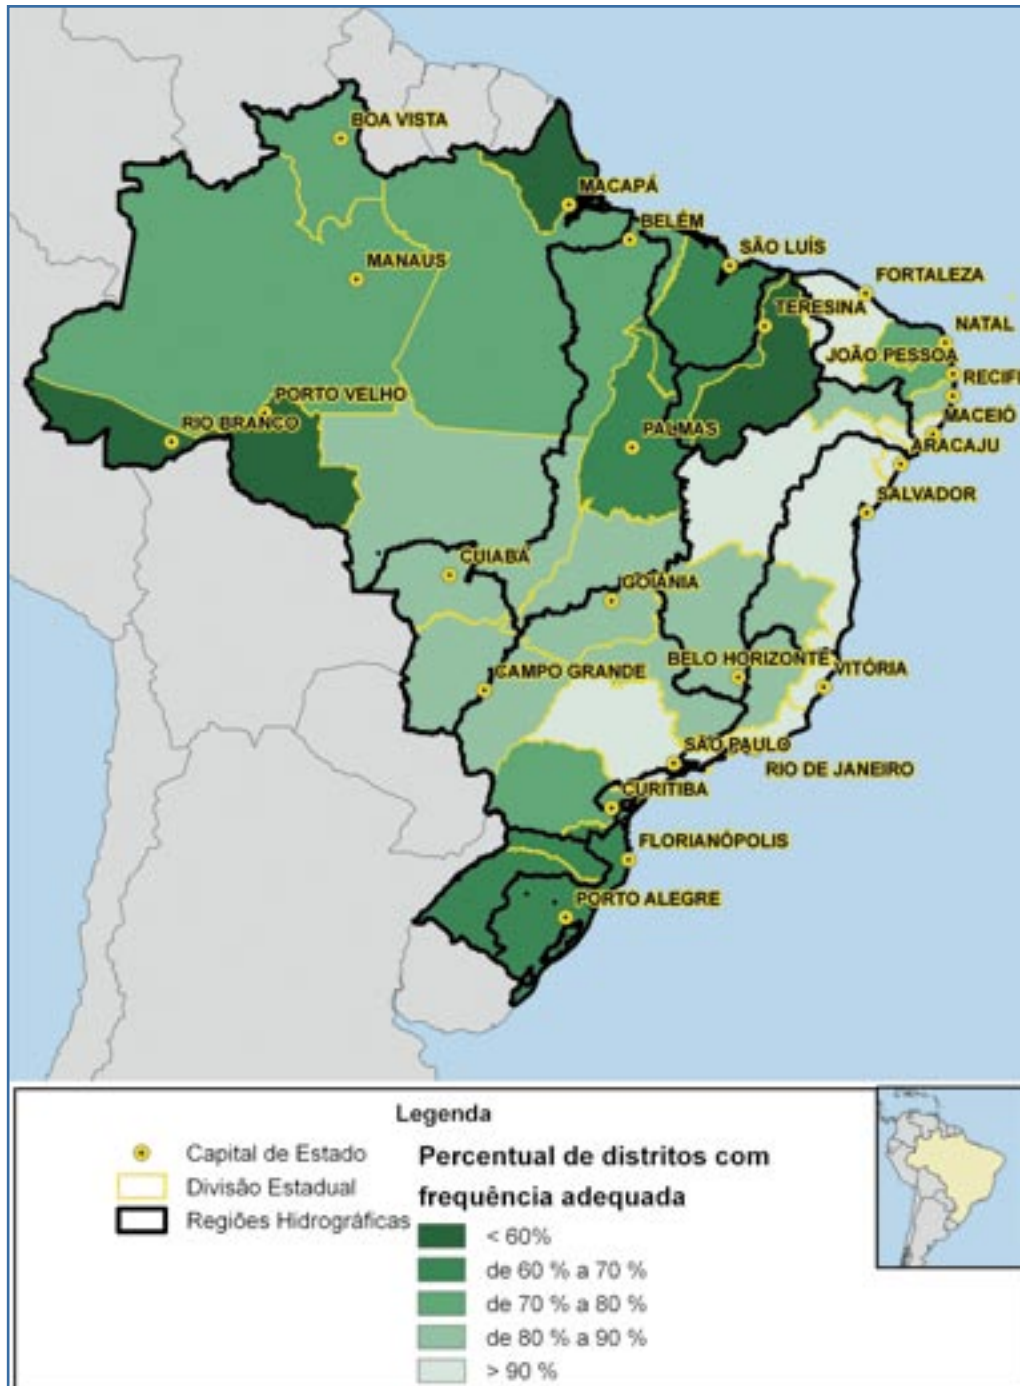 BOA VISTA
MACAPÁ
BELÉM
SÃO LUÍS
MANAUS
FORTALEZA
TERESINA
NATAL
JOÃO PESSOA
RECIFE
PORTO VELHO
MACEIÓ
RIO BRANCO
PALMAS
ARACAJU
SALVADOR
CUIABÁ
GOIÂNIA
BELO HORIZONTE
VITÓRIA
CAMPO GRANDE
SÃO PAULO
RIO DE JANEIRO
CURITIBA
FLORIANÓPOLIS
PORTO ALEGRE
Legenda
Capital de Estado
Divisão Estadual
Regiões Hidrográficas
Percentual de distritos com
frequência adequada
< 60%
de 60 % a 70 %
de 70 % a 80 %
de 80 % a 90 %
> 90 %